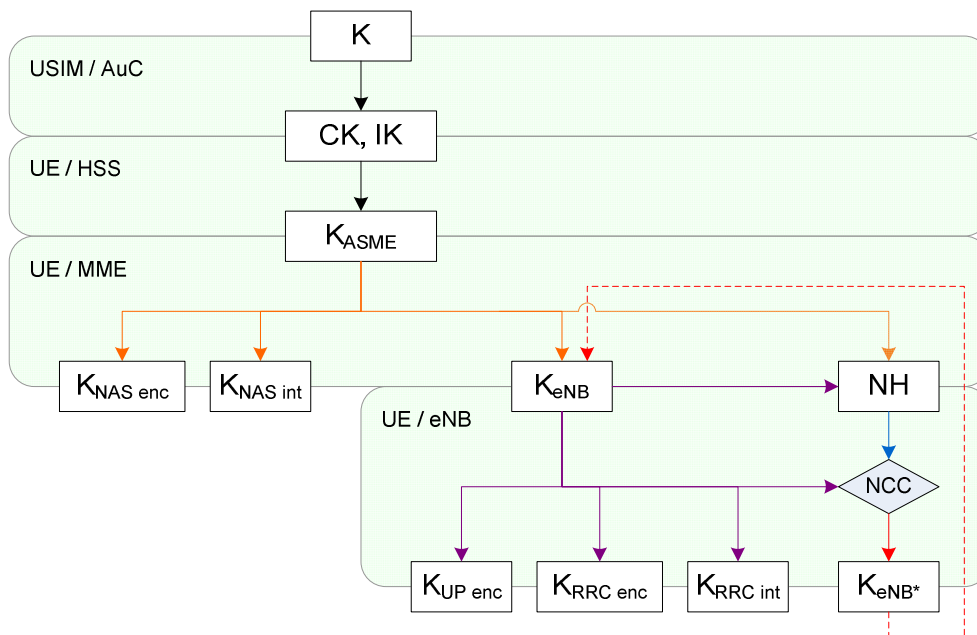 K
USIM / AuC
CK, IK
UE / HSS
KASME
UE / MME
KNAS enc
KNAS int
KeNB
NH
UE / eNB
NCC
KUP enc
KRRC enc
KRRC int
KeNB*